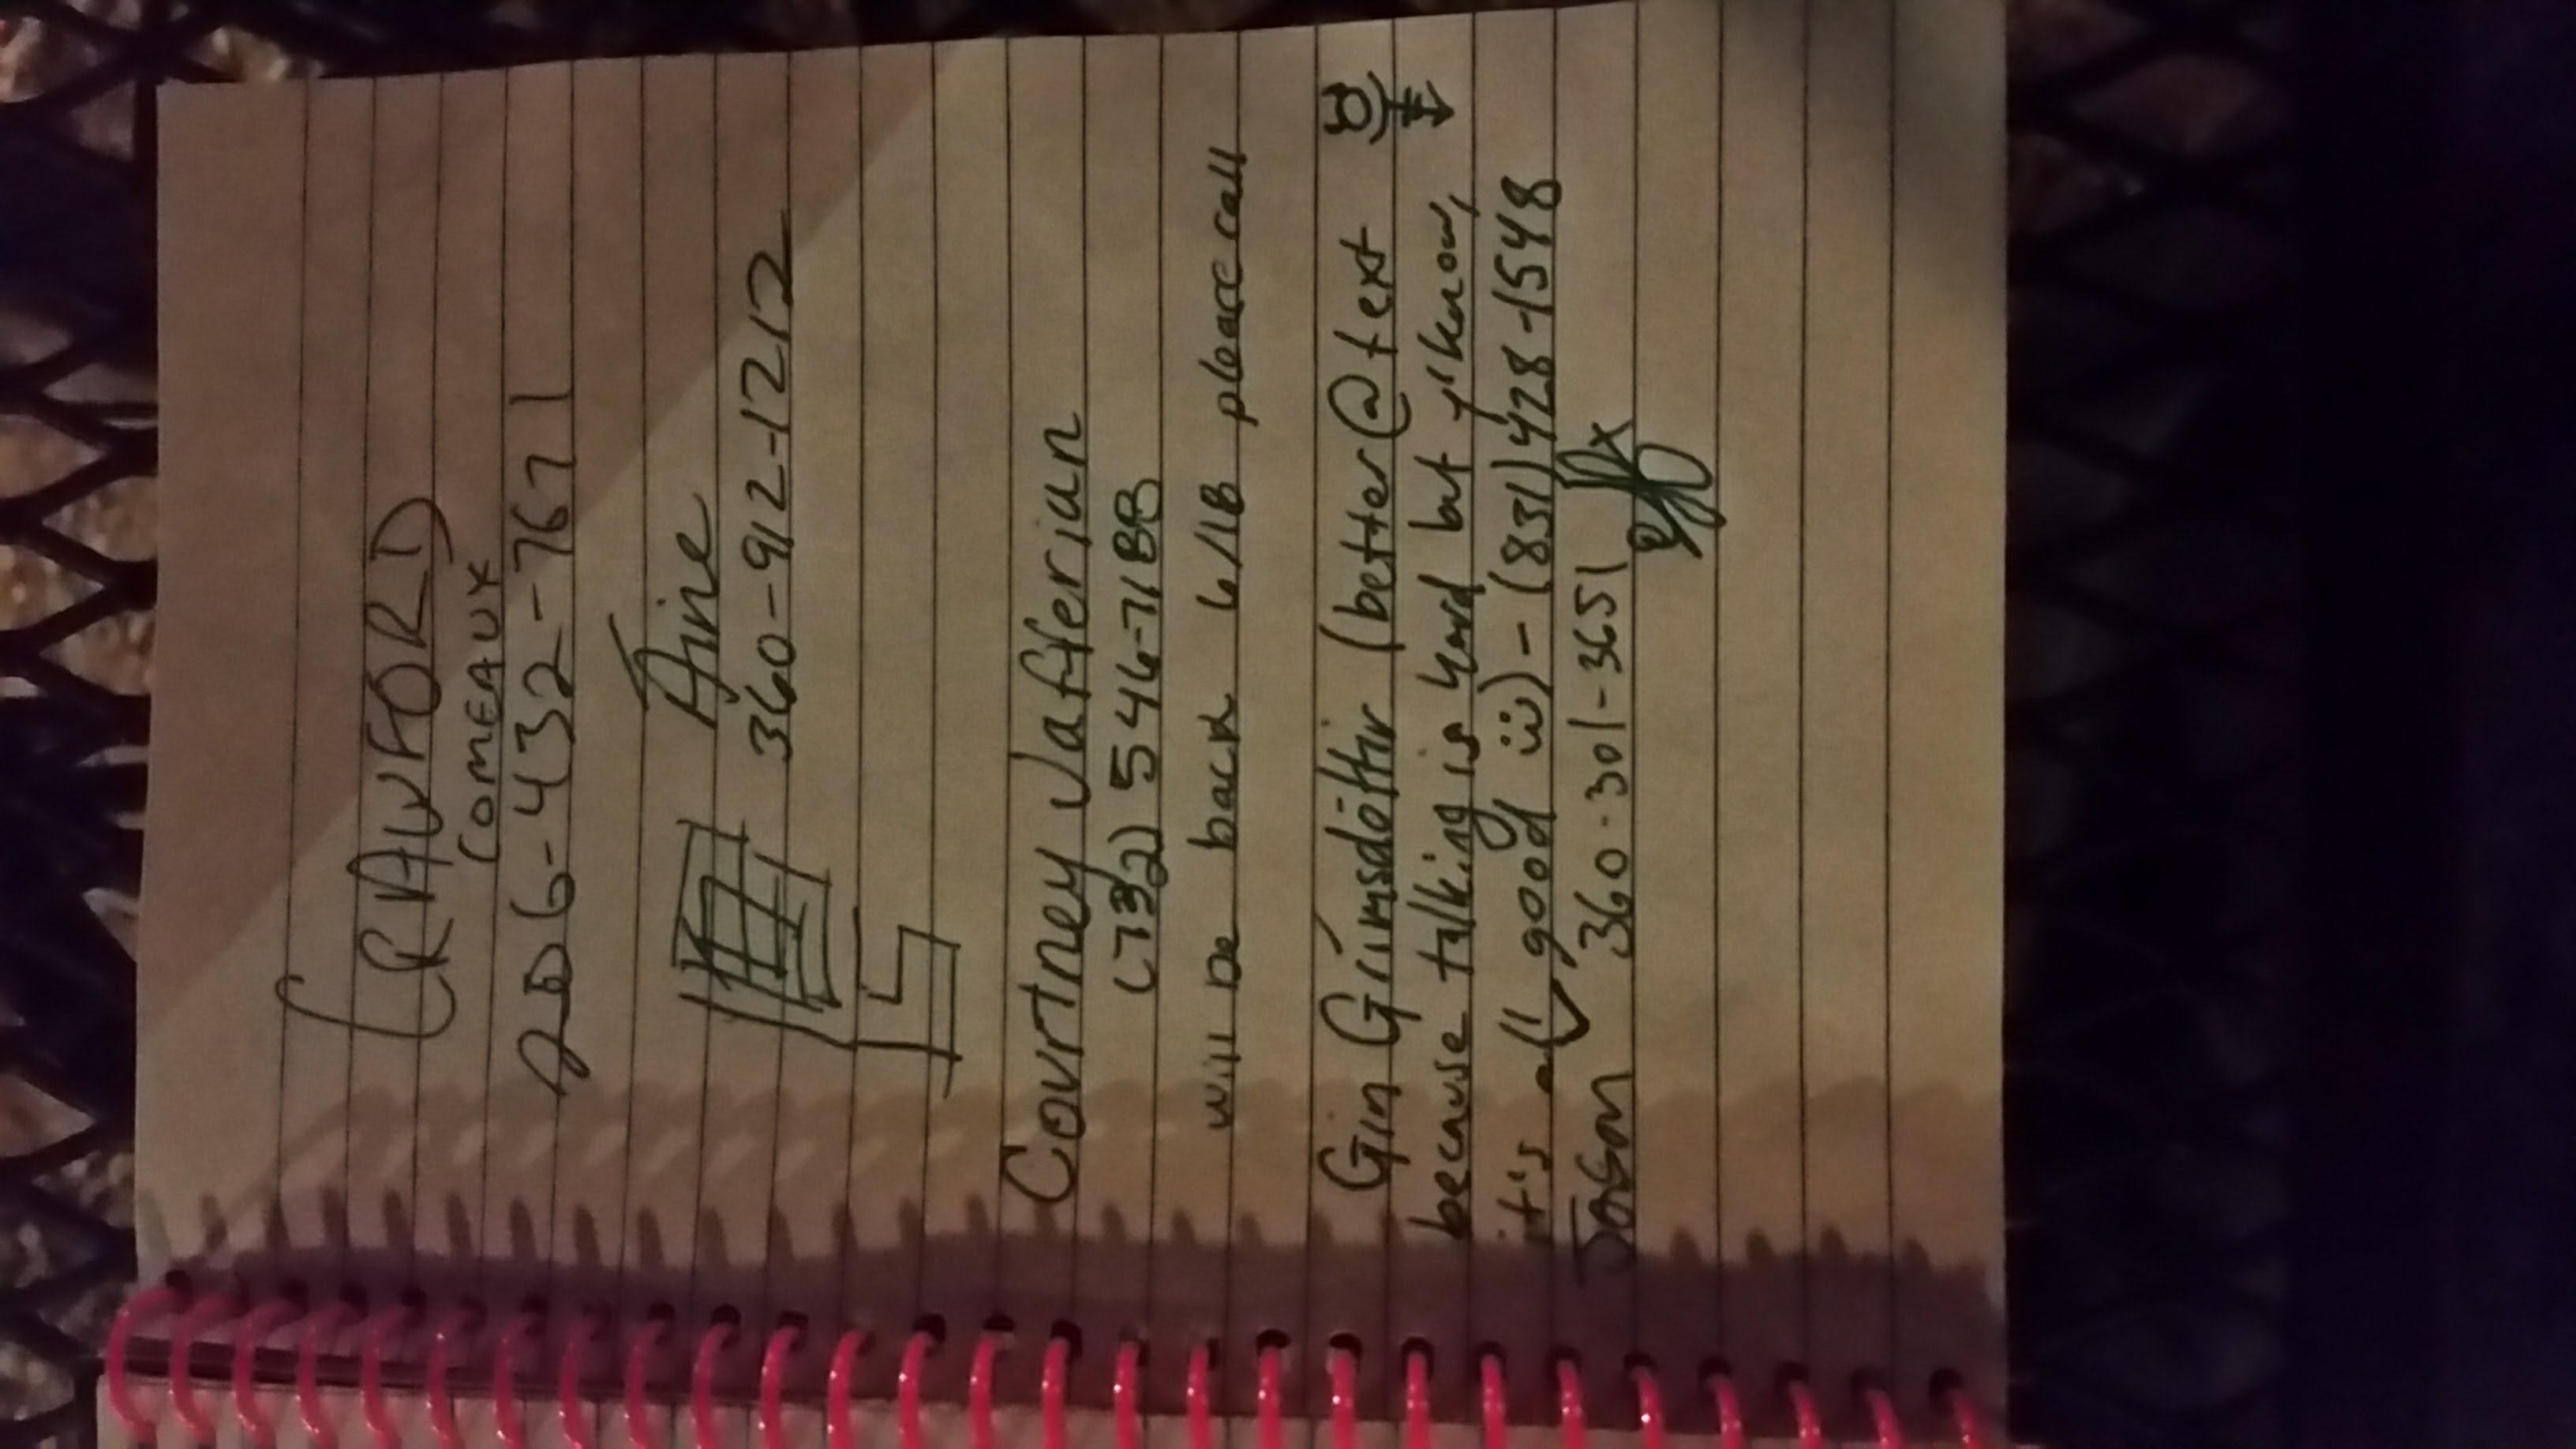 CRAWFORD
COMEAUX
206-432-7671
Áine
360-912-1212
Courtney Jafferian
(732) 546-7188
will be back 6/18 please call
Gin Grímsdóttir (better@text
because talking is hard but y'know,
it's all good ü) - (831)428-1548
Jason 360-301-3651